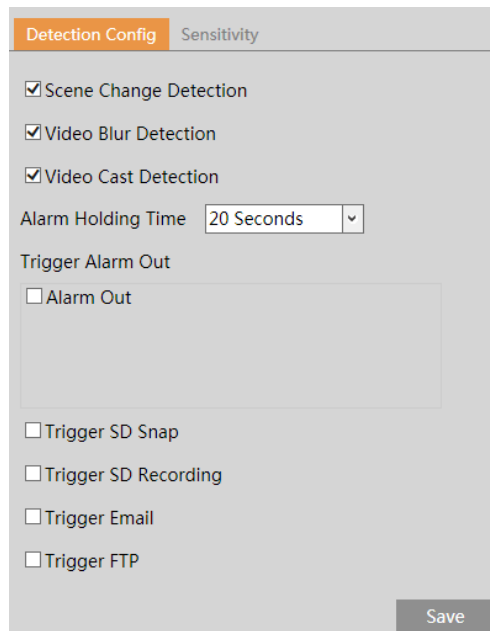 Detection Config Sensitivity
Scene Change Detection
Video Blur Detection
Video Cast Detection
Alarm Holding Time 20 Seconds
Trigger Alarm Out
Alarm Out
Trigger SD Snap
Trigger SD Recording
Trigger Email
Trigger FTP
Save